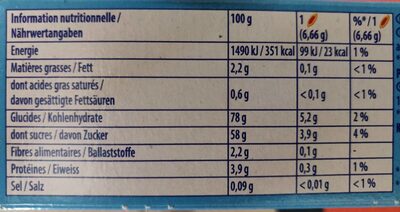 Information nutritionnelle / 100 g 1 %* / 1
Nährwertangaben (6,66 g) (6,66 g)
Energie 1490 kJ / 351 kcal 99 kJ / 23 kcal 1 %
Matières grasses / Fett 2,2 g 0,1 g < 1 %
dont acides gras saturés /
davon gesättigte Fettsäuren 0,6 g < 0,1 g < 1 %
Glucides / Kohlenhydrate 78 g 5,2 g 2 %
dont sucres / davon Zucker 58 g 3,9 g 4 %
Fibres alimentaires / Ballaststoffe 2,2 g 0,1 g -
Protéines / Eiweiss 3,9 g 0,3 g 1 %
Sel / Salz 0,09 g < 0,01 g < 1 %